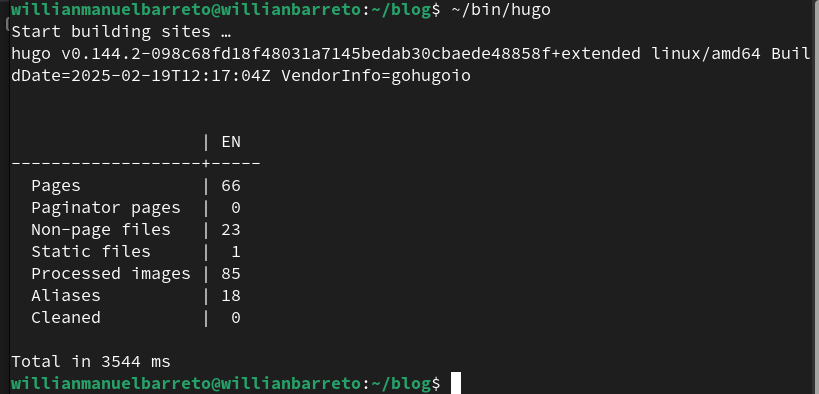 willianmanuelbarreto@willianbarreto:~/blog$ ~/bin/hugo
Start building sites …
hugo v0.144.2-098c68fd18f48031a7145bedab30cbaede48858f+extended linux/amd64 Buil
dDate=2025-02-19T12:17:04Z VendorInfo=gohugoio
                   | EN
-------------------+-----
  Pages            | 66
  Paginator pages  |  0
  Non-page files   | 23
  Static files     |  1
  Processed images | 85
  Aliases          | 18
  Cleaned          |  0
Total in 3544 ms
willianmanuelbarreto@willianbarreto:~/blog$